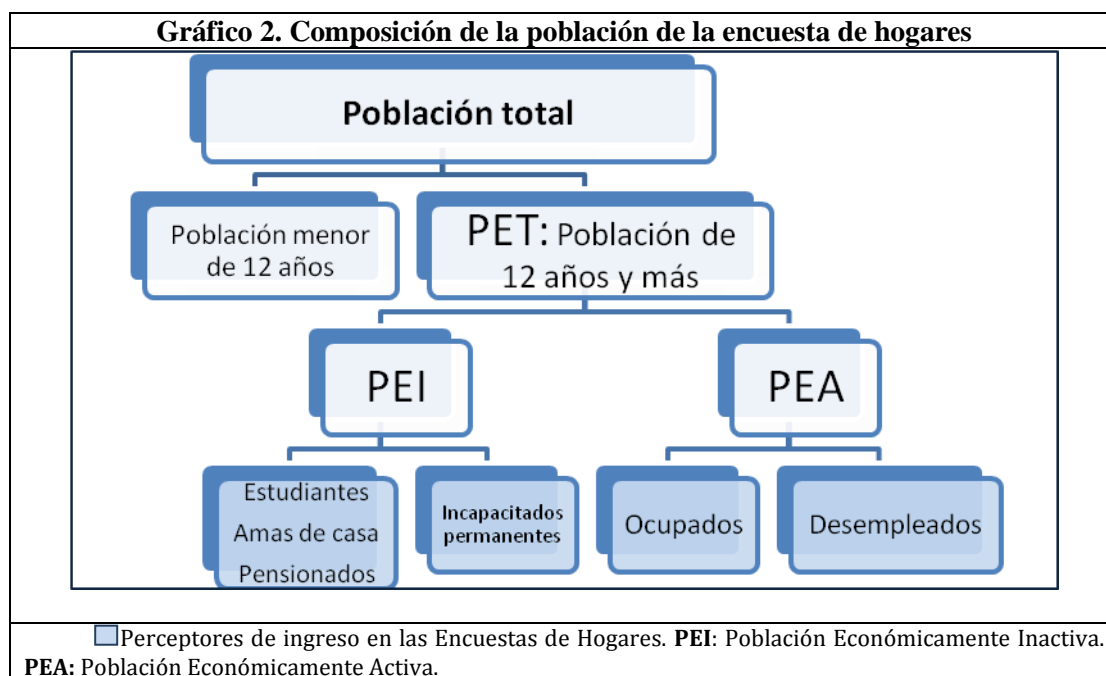 Gráfico 2. Composición de la población de la encuesta de hogares
Población total
Población menor
de 12 años
PET: Población de
12 años y más
PEI
PEA
Estudiantes
Amas de casa
Pensionados
Incapacitados
permanentes
Ocupados
Desempleados
Perceptores de ingreso en las Encuestas de Hogares. PEI: Población Económicamente Inactiva.
PEA: Población Económicamente Activa.